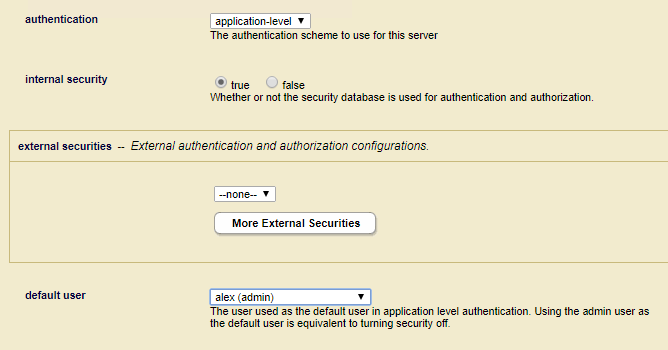 authentication
application-level
The authentication scheme to use for this server
internal security
true false
Whether or not the security database is used for authentication and authorization.
external securities -- External authentication and authorization configurations.
--none--
More External Securities
default user
alex (admin)
The user used as the default user in application level authentication. Using the admin user as
the default user is equivalent to turning security off.